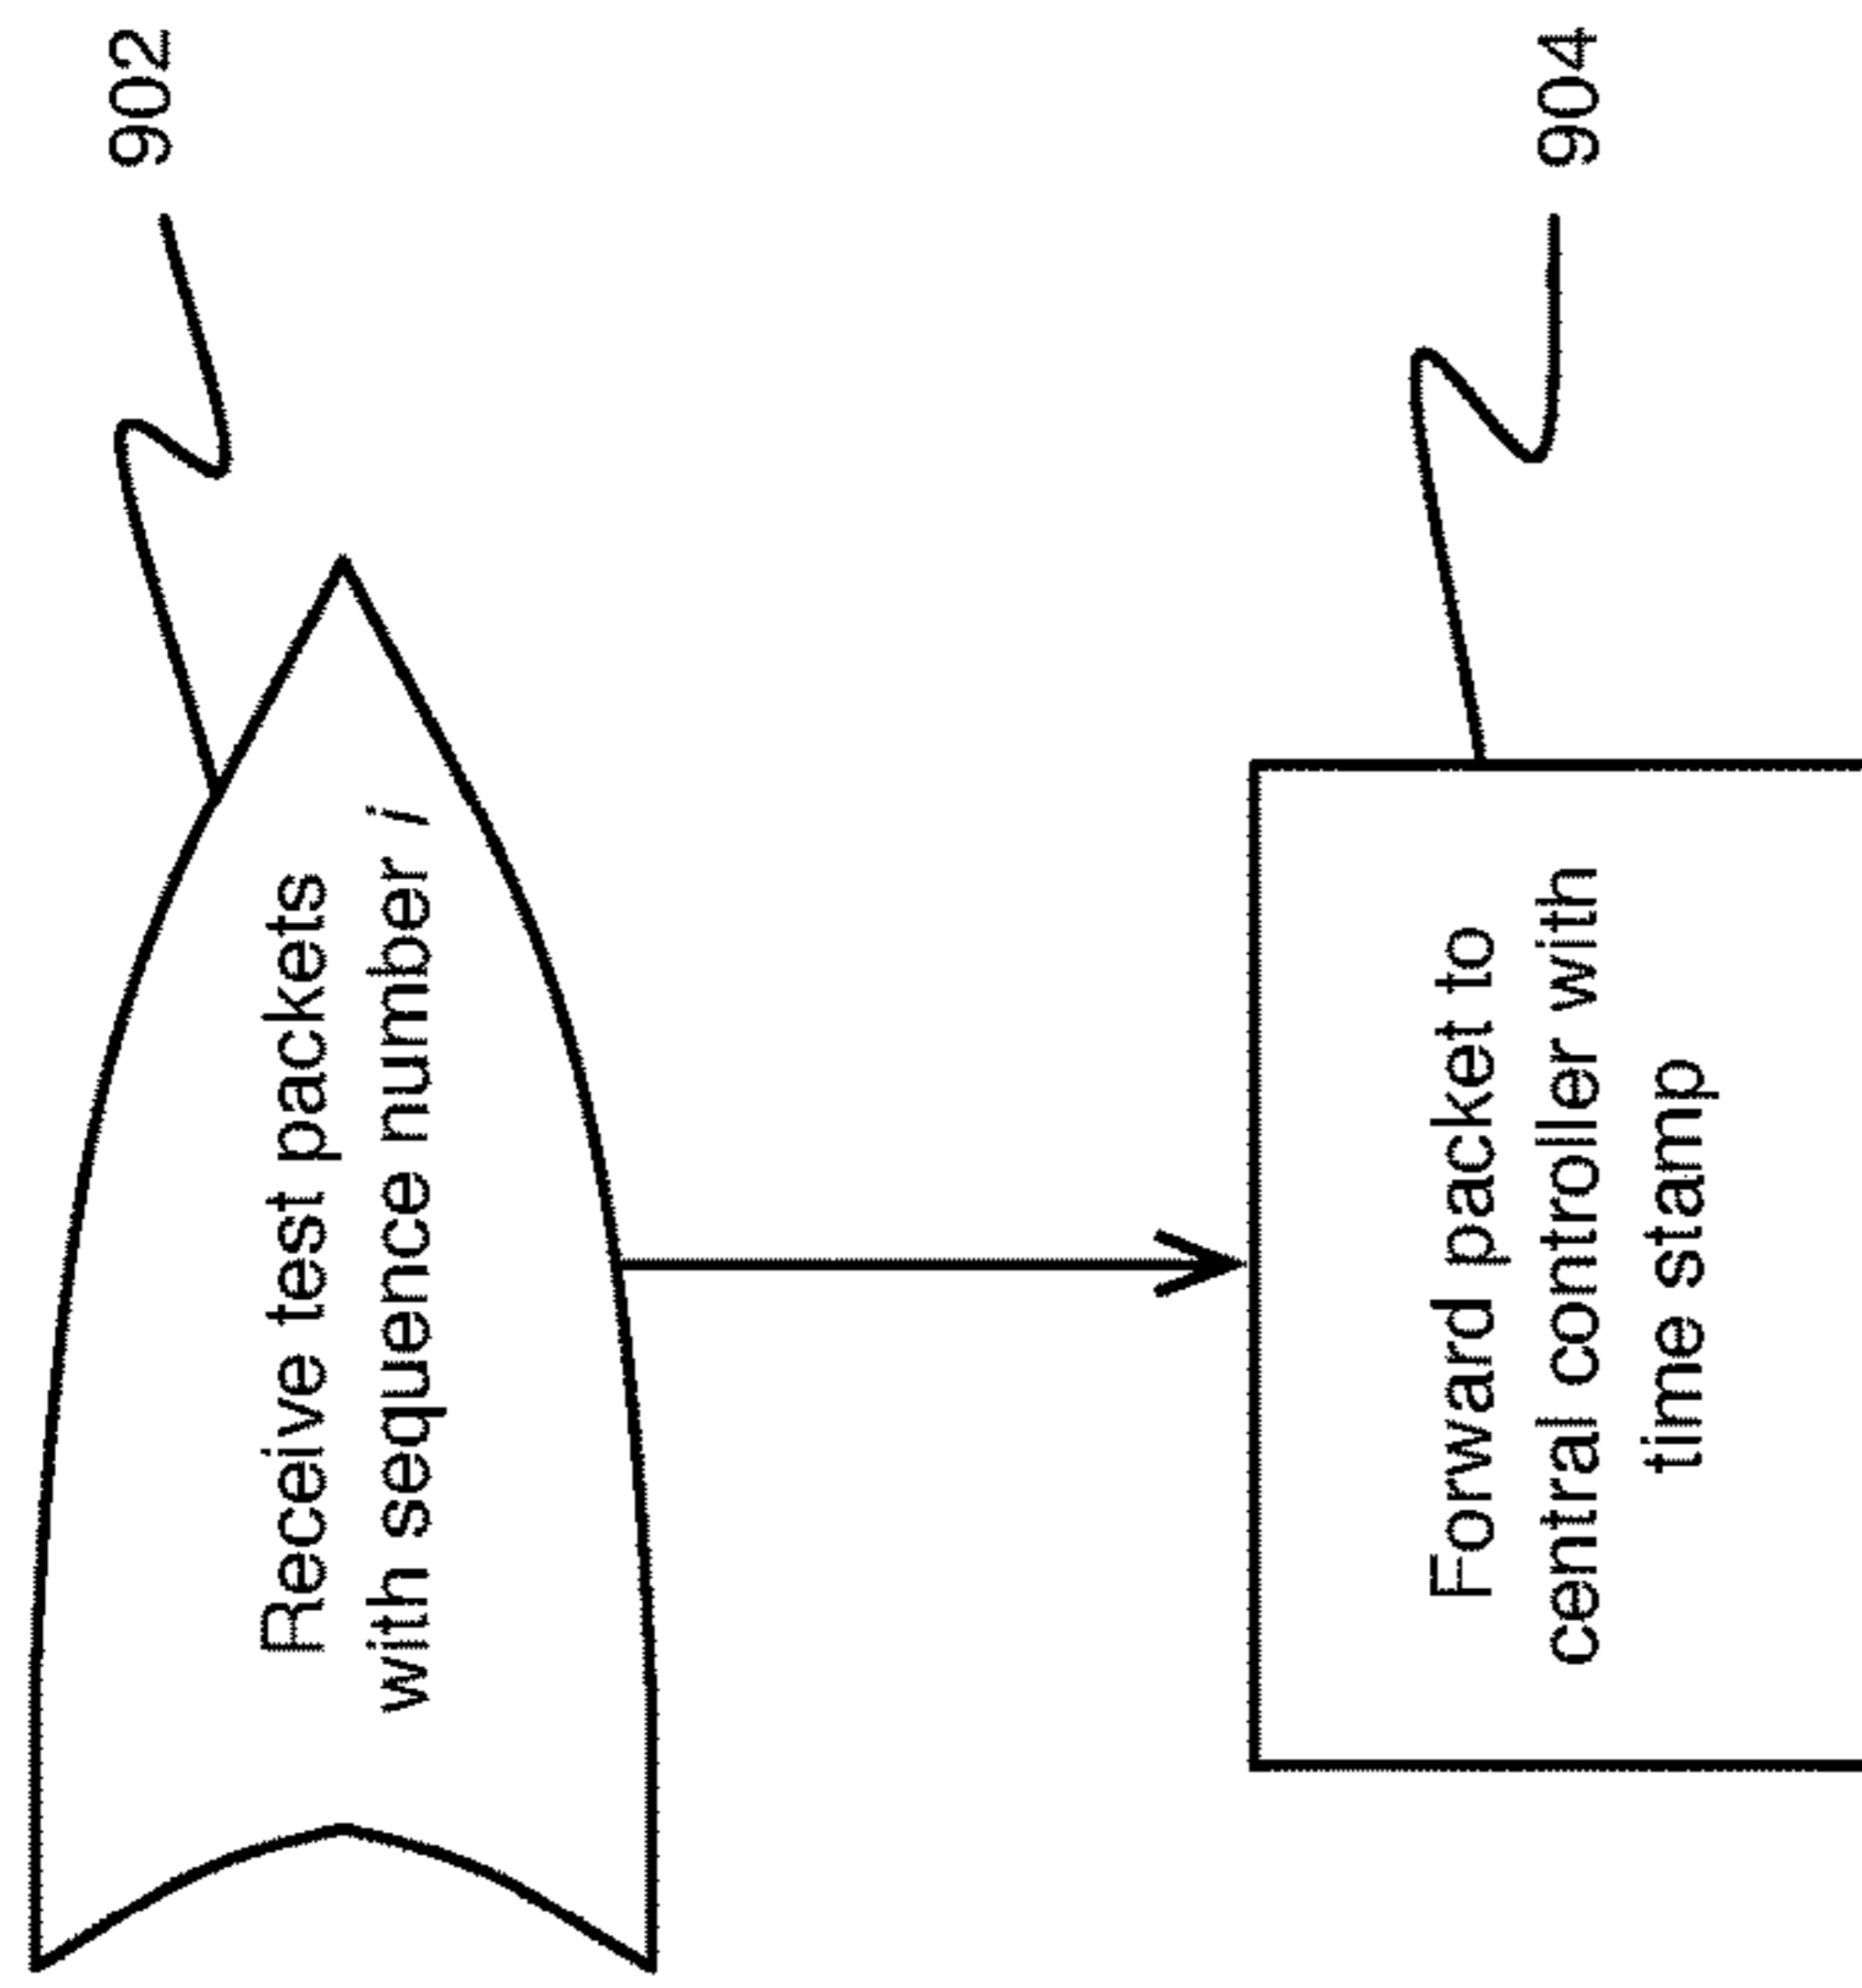 902
Receive test packets
with sequence number i
904
Forward packet to
central controller with
time stamp